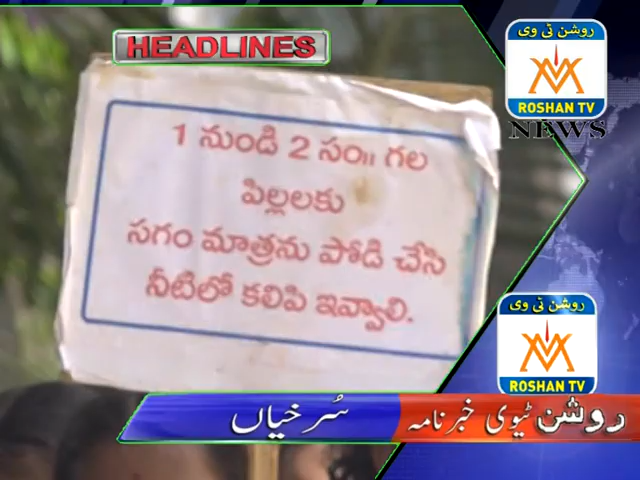 HEADLINES
روشن ٹی وی
ROSHAN TV
NEWS
1 నుండి 2 సం॥ గల
పిల్లలకు
సగం మాత్రను పోడి చేసి
నీటిలో కలిపి ఇవ్వాలి.
روشن ٹی وی
ROSHAN TV
روشن ٹیوی خبرنامہ
سُرخیاں